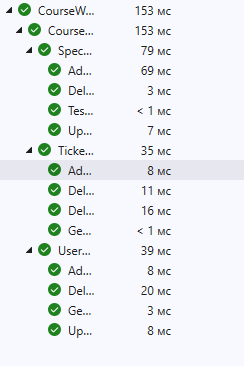 CourseW... 153 мс
Course... 153 мс
Spec... 79 мс
Ad... 69 мс
Del... 3 мс
Tes... < 1 мс
Up... 7 мс
Ticke... 35 мс
Ad... 8 мс
Del... 11 мс
Del... 16 мс
Ge... < 1 мс
User... 39 мс
Ad... 8 мс
Del... 20 мс
Ge... 3 мс
Up... 8 мс